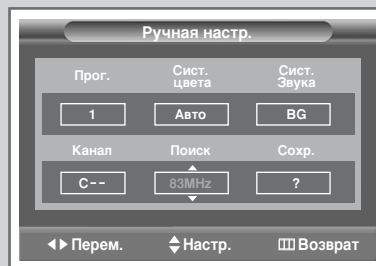 Ручная настр.
Прог. Сист. цвета Сист. Звука
1 Авто BG
Канал Поиск Сохр.
C-- 83MHz ?
Перем. Настр. Возврат